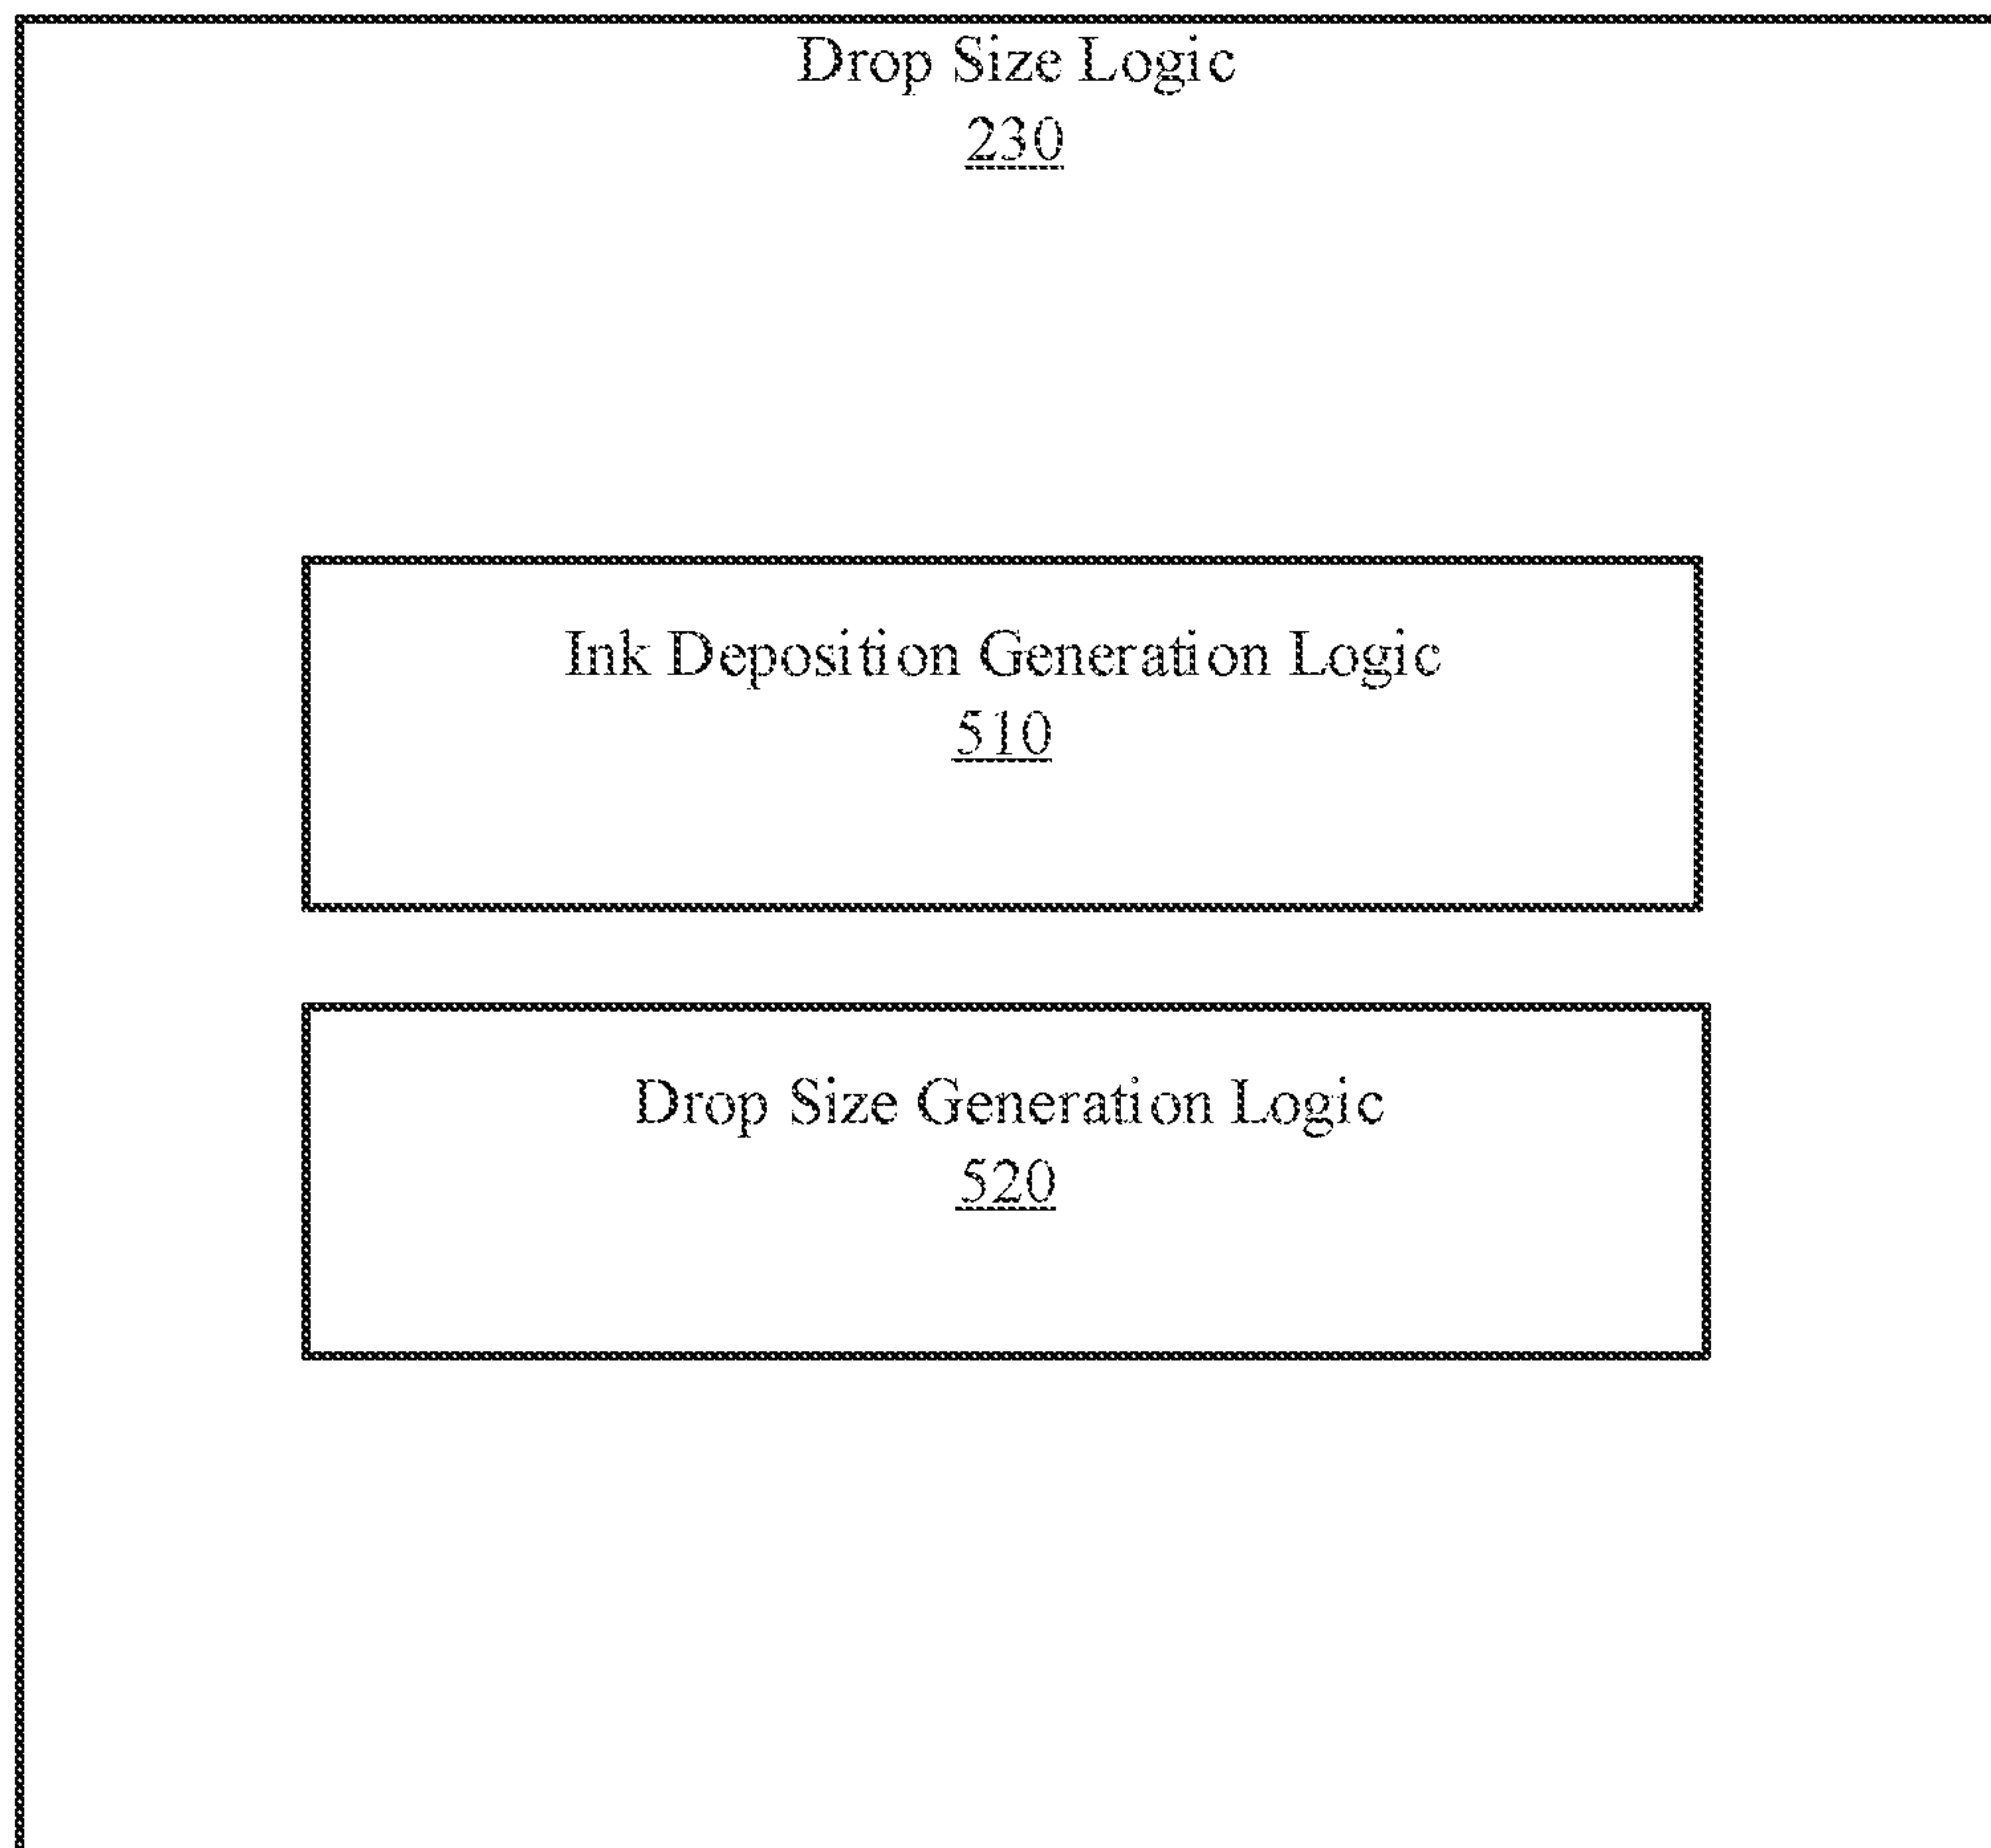 Drop Size Logic
230
Ink Deposition Generation Logic
510
Drop Size Generation Logic
520